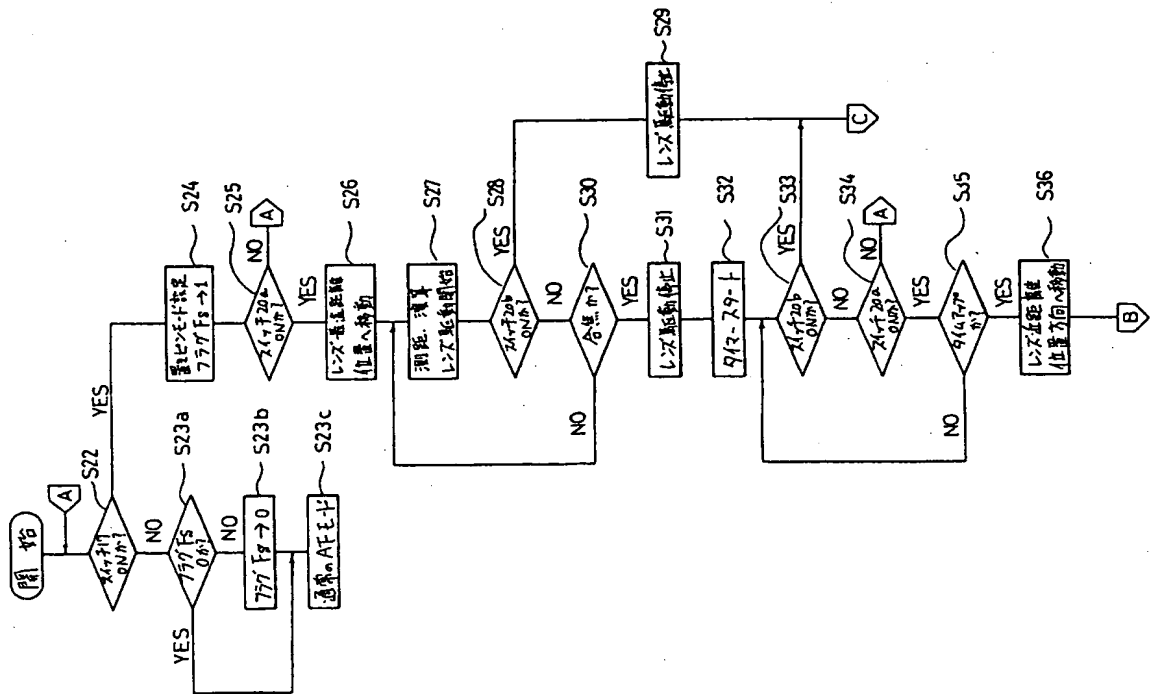 開始
A
S22
スイッチ17
ONか?
YES
NO
S23a
フラグFs
0か?
YES
NO
S23b
フラグFs→0
S23c
通常のAFモード
S24
置ピンモード設定
フラグFs→1
S25
スイッチ20a
ONか?
NO
A
YES
S26
レンズ最遠距離
位置へ移動
S27
測距、演算
レンズ駆動開始
S28
スイッチ20b
ONか?
YES
NO
S29
レンズ駆動停止
S30
合焦か?
NO
YES
S31
レンズ駆動停止
S32
タイマースタート
S33
スイッチ20b
ONか?
YES
C
NO
S34
スイッチ20a
ONか?
NO
A
YES
S35
タイムアップ
か?
NO
YES
S36
レンズ近距離
位置方向へ移動
B